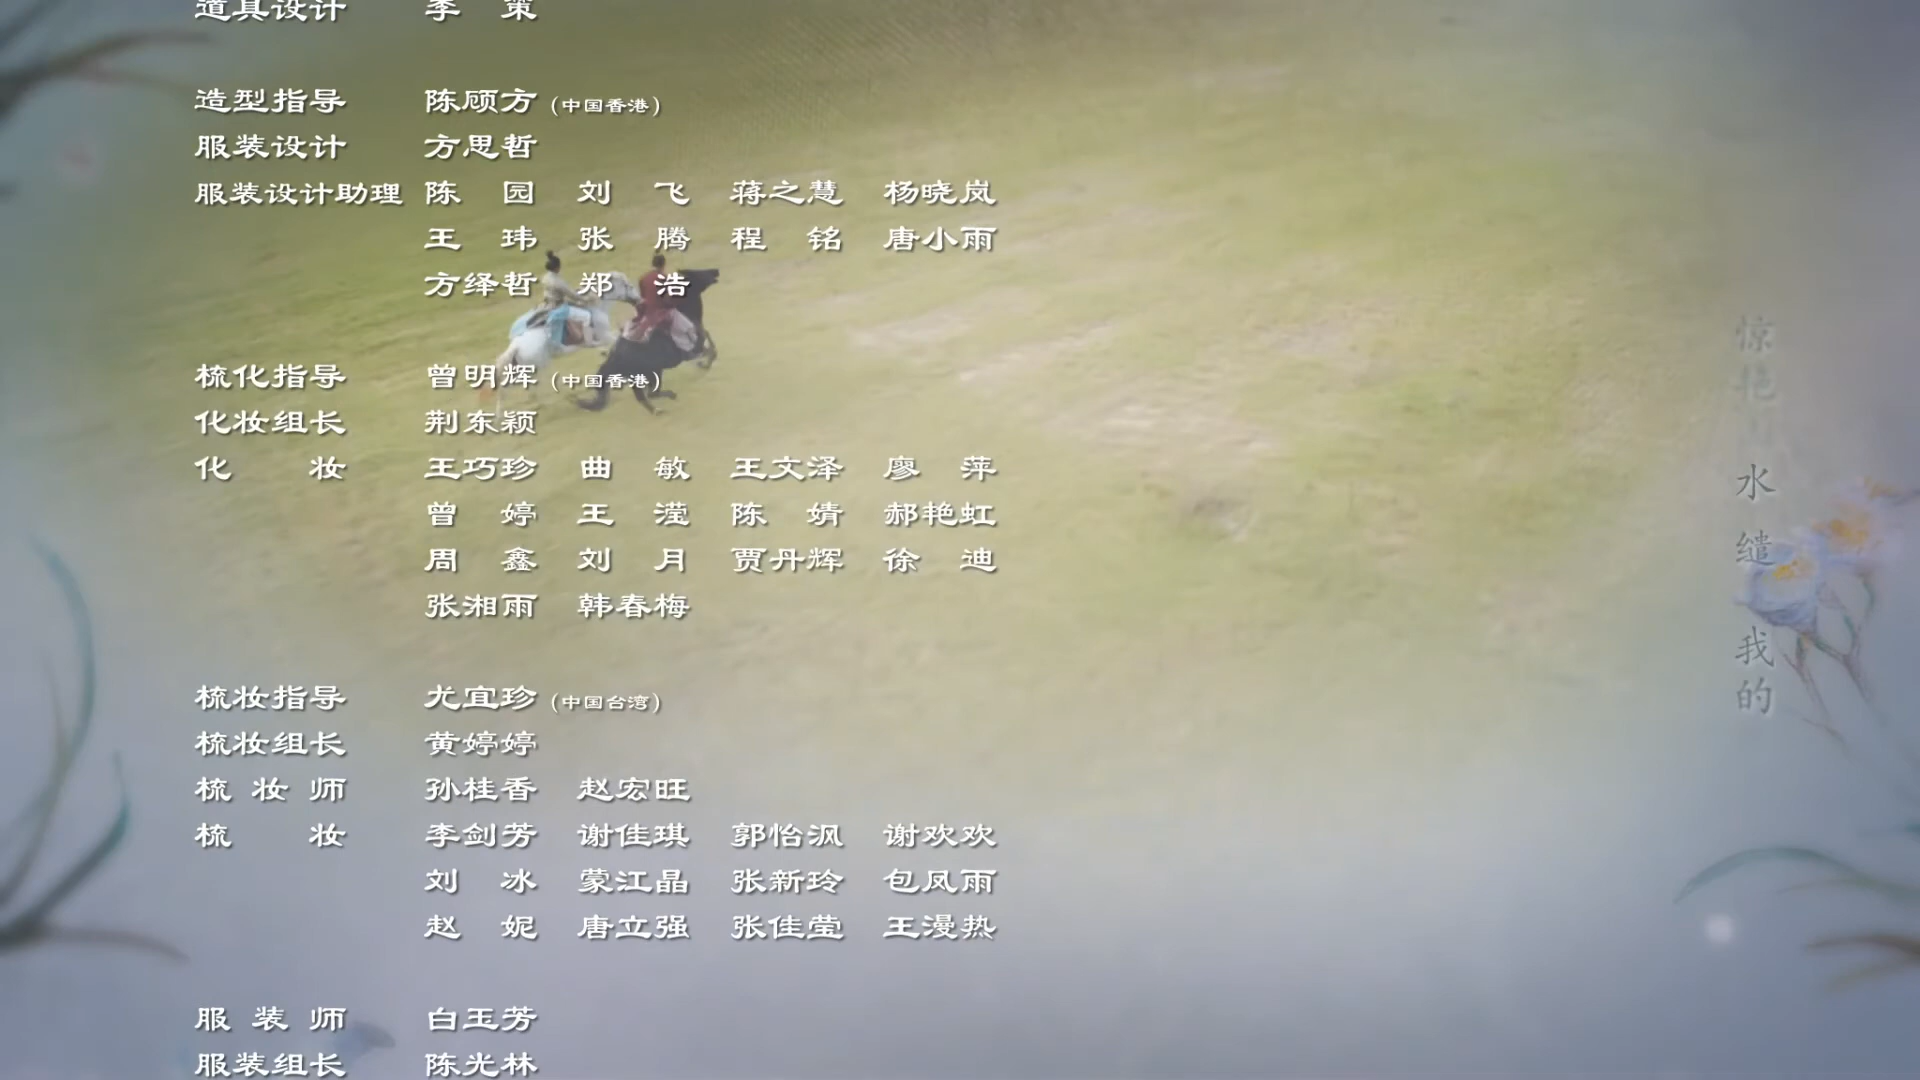 道具设计 李 策
造型指导 陈顾方(中国香港)
服装设计 方思哲
服装设计助理 陈 园 刘 飞 蒋之慧 杨晓岚
王 玮 张 腾 程 铭 唐小雨
方绎哲 郑 浩
梳化指导 曾明辉(中国香港)
化妆组长 荆东颖
化 妆 王巧珍 曲 敏 王文泽 廖 萍
曾 婷 王 滢 陈 婧 郝艳虹
周 鑫 刘 月 贾丹辉 徐 迪
张湘雨 韩春梅
梳妆指导 尤宜珍(中国台湾)
梳妆组长 黄婷婷
梳 妆 师 孙桂香 赵宏旺
梳 妆 李剑芳 谢佳琪 郭怡沨 谢欢欢
刘 冰 蒙江晶 张新玲 包凤雨
赵 妮 唐立强 张佳莹 王漫热
服 装 师 白玉芳
服装组长 陈光林
惊艳 水缱 我的